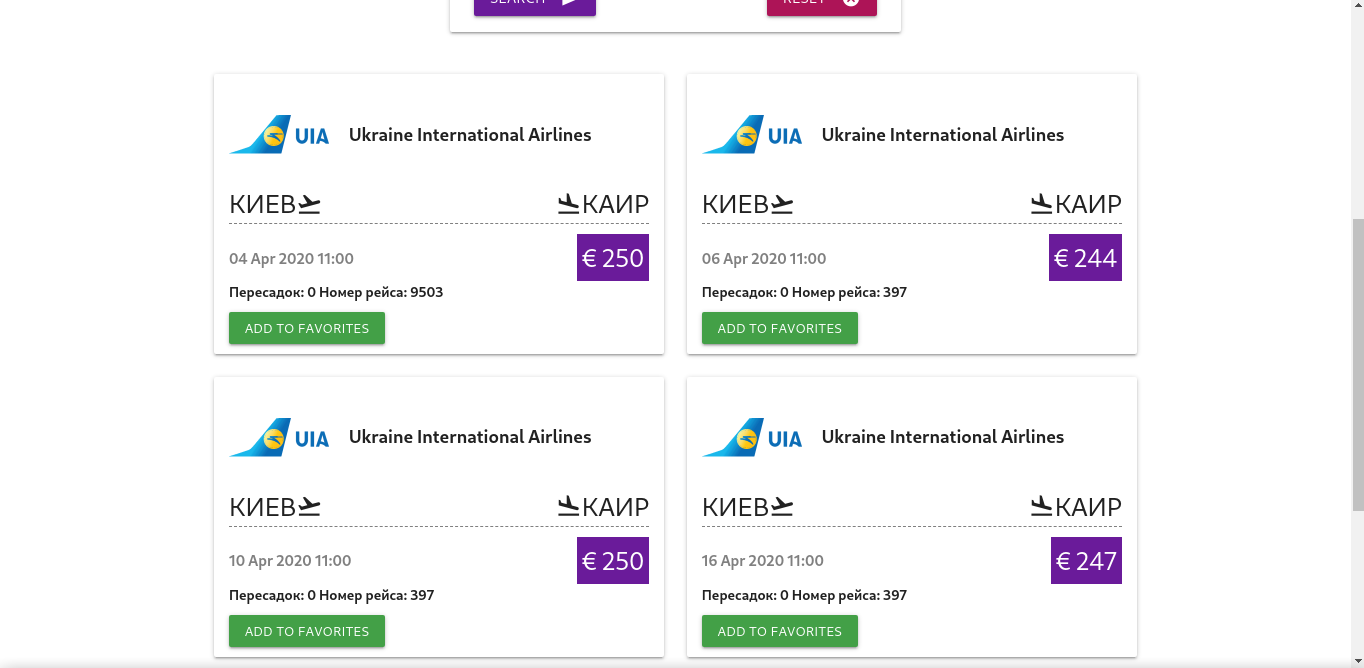 SEARCH
RESET
UIA Ukraine International Airlines
КИЕВ КАИР
04 Apr 2020 11:00 € 250
Пересадок: 0 Номер рейса: 9503
ADD TO FAVORITES
UIA Ukraine International Airlines
КИЕВ КАИР
06 Apr 2020 11:00 € 244
Пересадок: 0 Номер рейса: 397
ADD TO FAVORITES
UIA Ukraine International Airlines
КИЕВ КАИР
10 Apr 2020 11:00 € 250
Пересадок: 0 Номер рейса: 397
ADD TO FAVORITES
UIA Ukraine International Airlines
КИЕВ КАИР
16 Apr 2020 11:00 € 247
Пересадок: 0 Номер рейса: 397
ADD TO FAVORITES